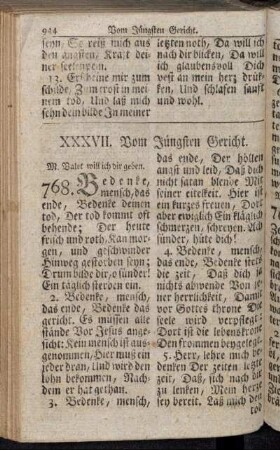 944 Vom Jüngsten Gericht.
seyn, So reiß mich aus
den ängsten, Kraft dei-
ner
12. Erscheine mir zum
schilde, Zum trost in mei-
nem tod, Und laß mich
sehn dein bilde In meiner
letzten noth, Da will ich
nach dir blicken, Da will
ich glaubensvoll Dich
vest an mein herz drük-
ken, Und schlafen sanft
und wohl.
XXXVII. Vom Jüngsten Gericht.
M. Valet will ich dir geben.
768. Bedenke,
mensch, das
ende, Bedenke deinen
tod, Der tod kommt oft
behende; Der heute
frisch und roth, Kan mor-
gen, und geschwinder
Hinweg gestorben seyn;
Drum bilde dir, o sünder!
Ein täglich sterben ein.
2. Bedenke, mensch,
das ende, Bedenke das
gericht. Es müssen alle
stände Vor Jesus ange-
sicht: Kein mensch ist aus-
genommen, Hier muß ein
jeder dran, Und wird den
lohn bekommen, Nach-
dem er hat gethan.
3. Bedenke, mensch,
das ende, Der höllen
angst und leid, Daß dich
nicht satan blende Mit
seiner eitelkeit. Hier ist
ein kurzes freuen, Dort
aber ewiglich Ein kläglich
schmerzen, schreyen. Ach
sünder, hüte dich!
4. Bedenke, mensch,
das ende, Bedenke stets
die zeit, Daß dich ja
nichts abwende Von je-
ner herrlichkeit, Damit
vor Gottes throne Die
seele wird verpflegt:
Dort ist die lebenskrone
Den frommen beygelegt.
5. Herr, lehre mich be-
denken Der zeiten letzte
zeit, Daß, sich nach dir
zu lenken, Mein herze
sey bereit. Laß mich den
tod